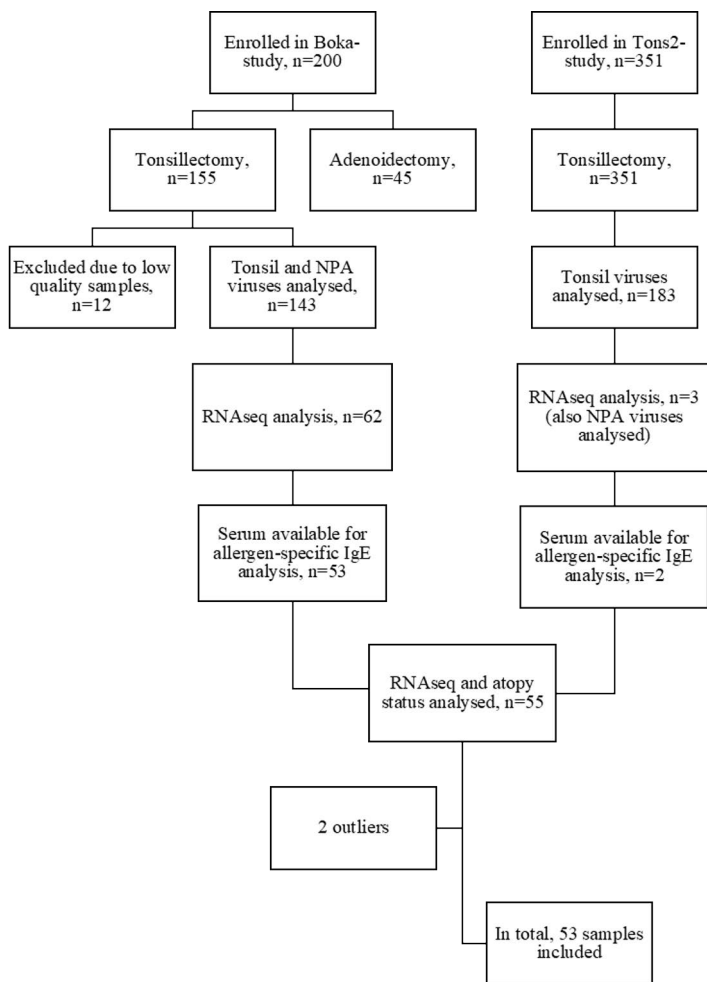 Enrolled in Boka-
study, n=200
Enrolled in Tons2-
study, n=351
Tonsillectomy,
n=155
Adenoidectomy,
n=45
Tonsillectomy,
n=351
Excluded due to low
quality samples,
n=12
Tonsil and NPA
viruses analysed,
n=143
Tonsil viruses
analysed, n=183
RNAseq analysis, n=62
RNAseq analysis, n=3
(also NPA viruses
analysed)
Serum available for
allergen-specific IgE
analysis, n=53
Serum available for
allergen-specific IgE
analysis, n=2
RNAseq and atopy
status analysed, n=55
2 outliers
In total, 53 samples
included